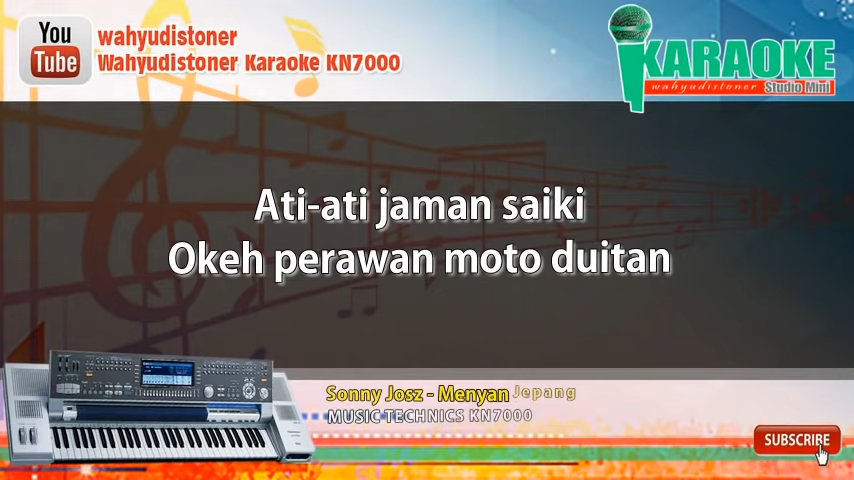 You
Tube
wahyudistoner
Wahyudistoner Karaoke KN7000
KARAOKE
wahyudistoner Studio Mini
Ati-ati jaman saiki
Okeh perawan moto duitan
Sonny Josz - Menyan Jepang
MUSIC TECHNICS KN7000
SUBSCRIBE